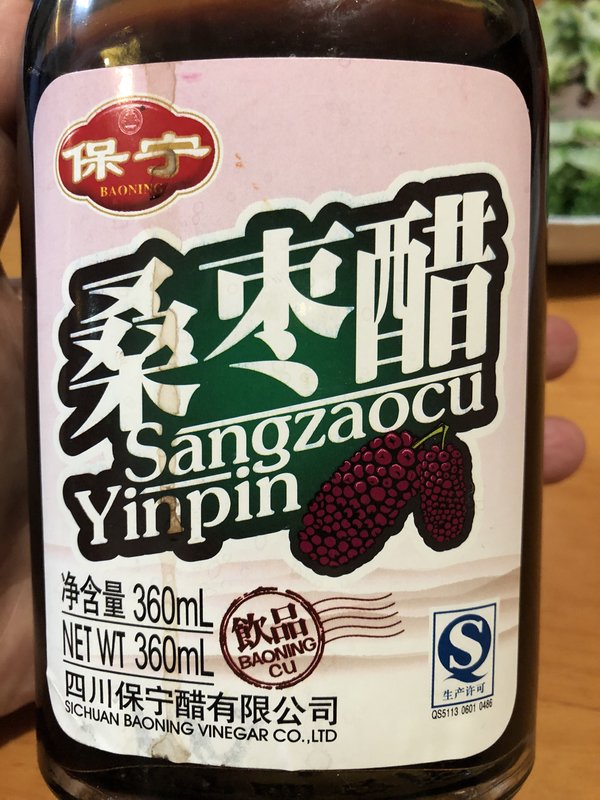 保宁
BAONING
桑枣醋
Sangzaocu
Yinpin
净含量 360mL
NET WT 360mL
飲品
BAONING
CU
四川保宁醋有限公司
SICHUAN BAONING VINEGAR CO.,LTD
生产许可
QS5113 0601 0486